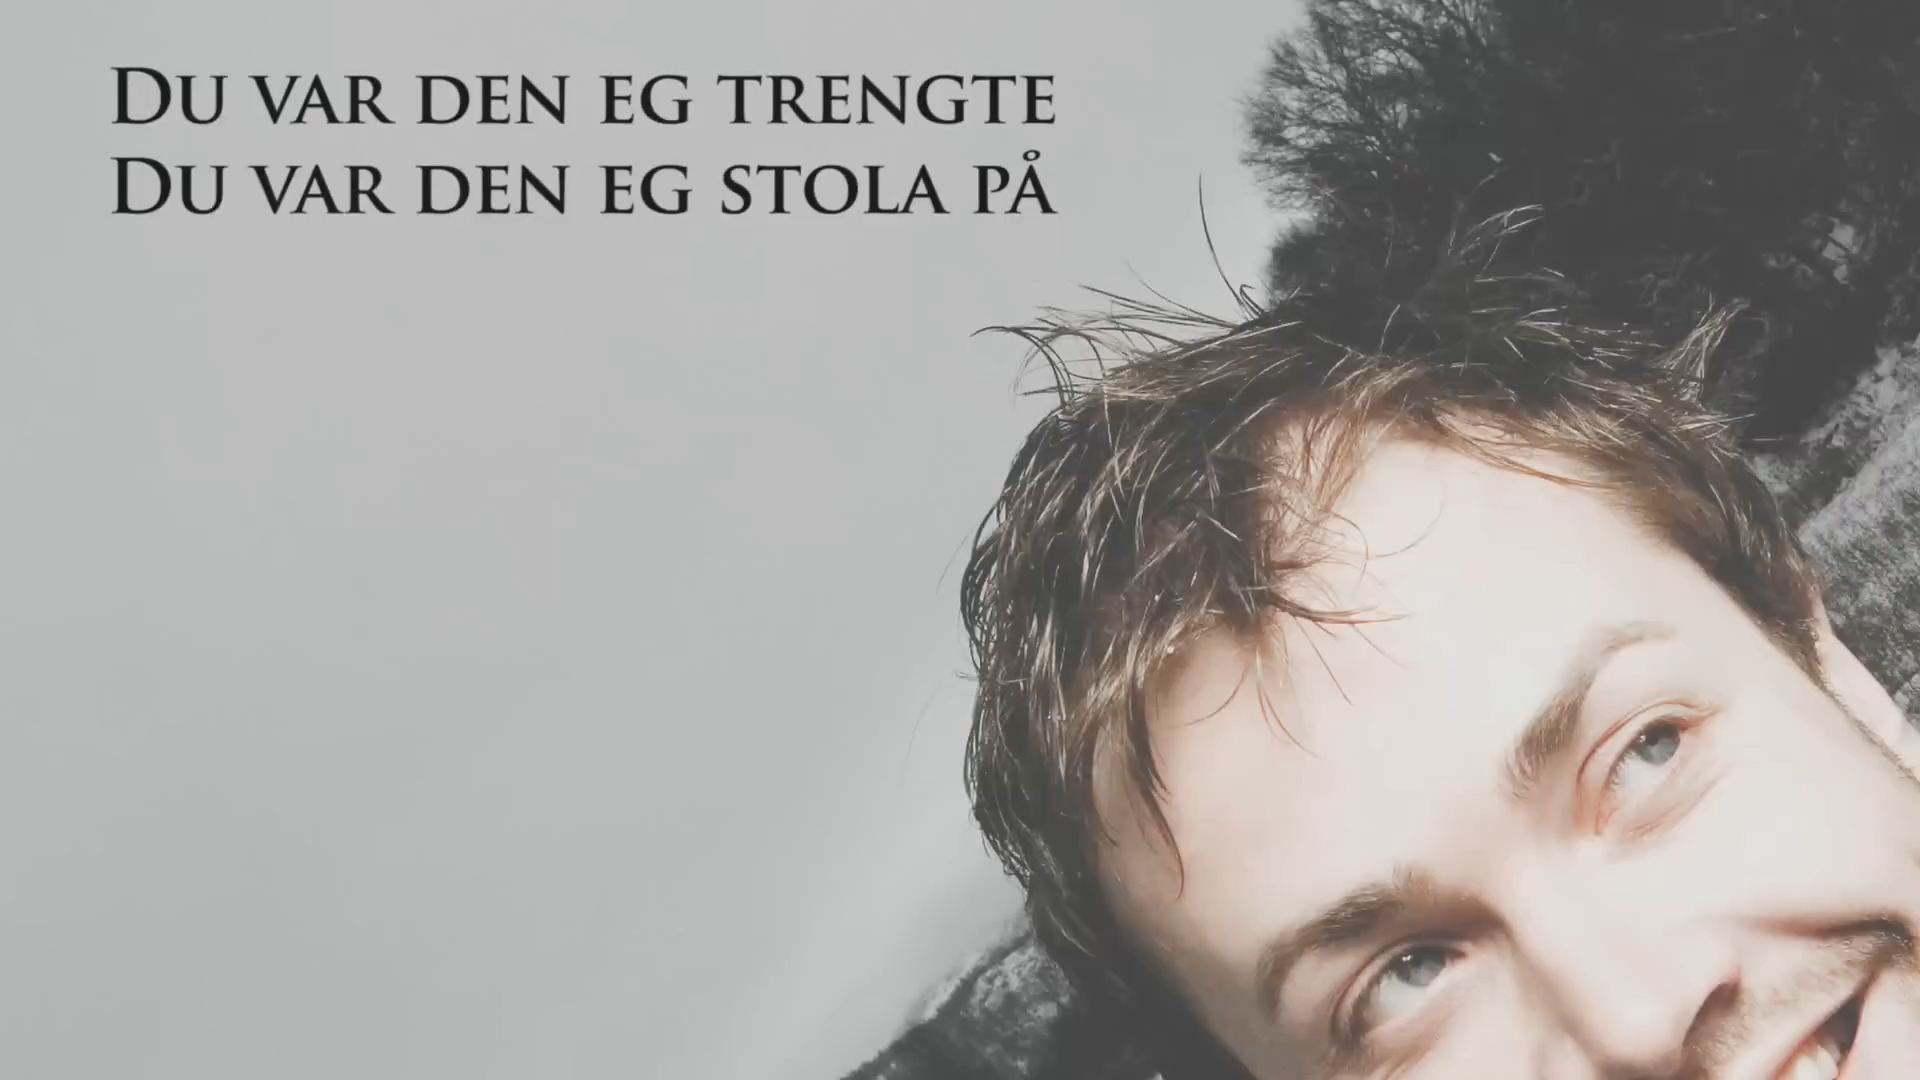 Du var den eg trengte
Du var den eg stola på